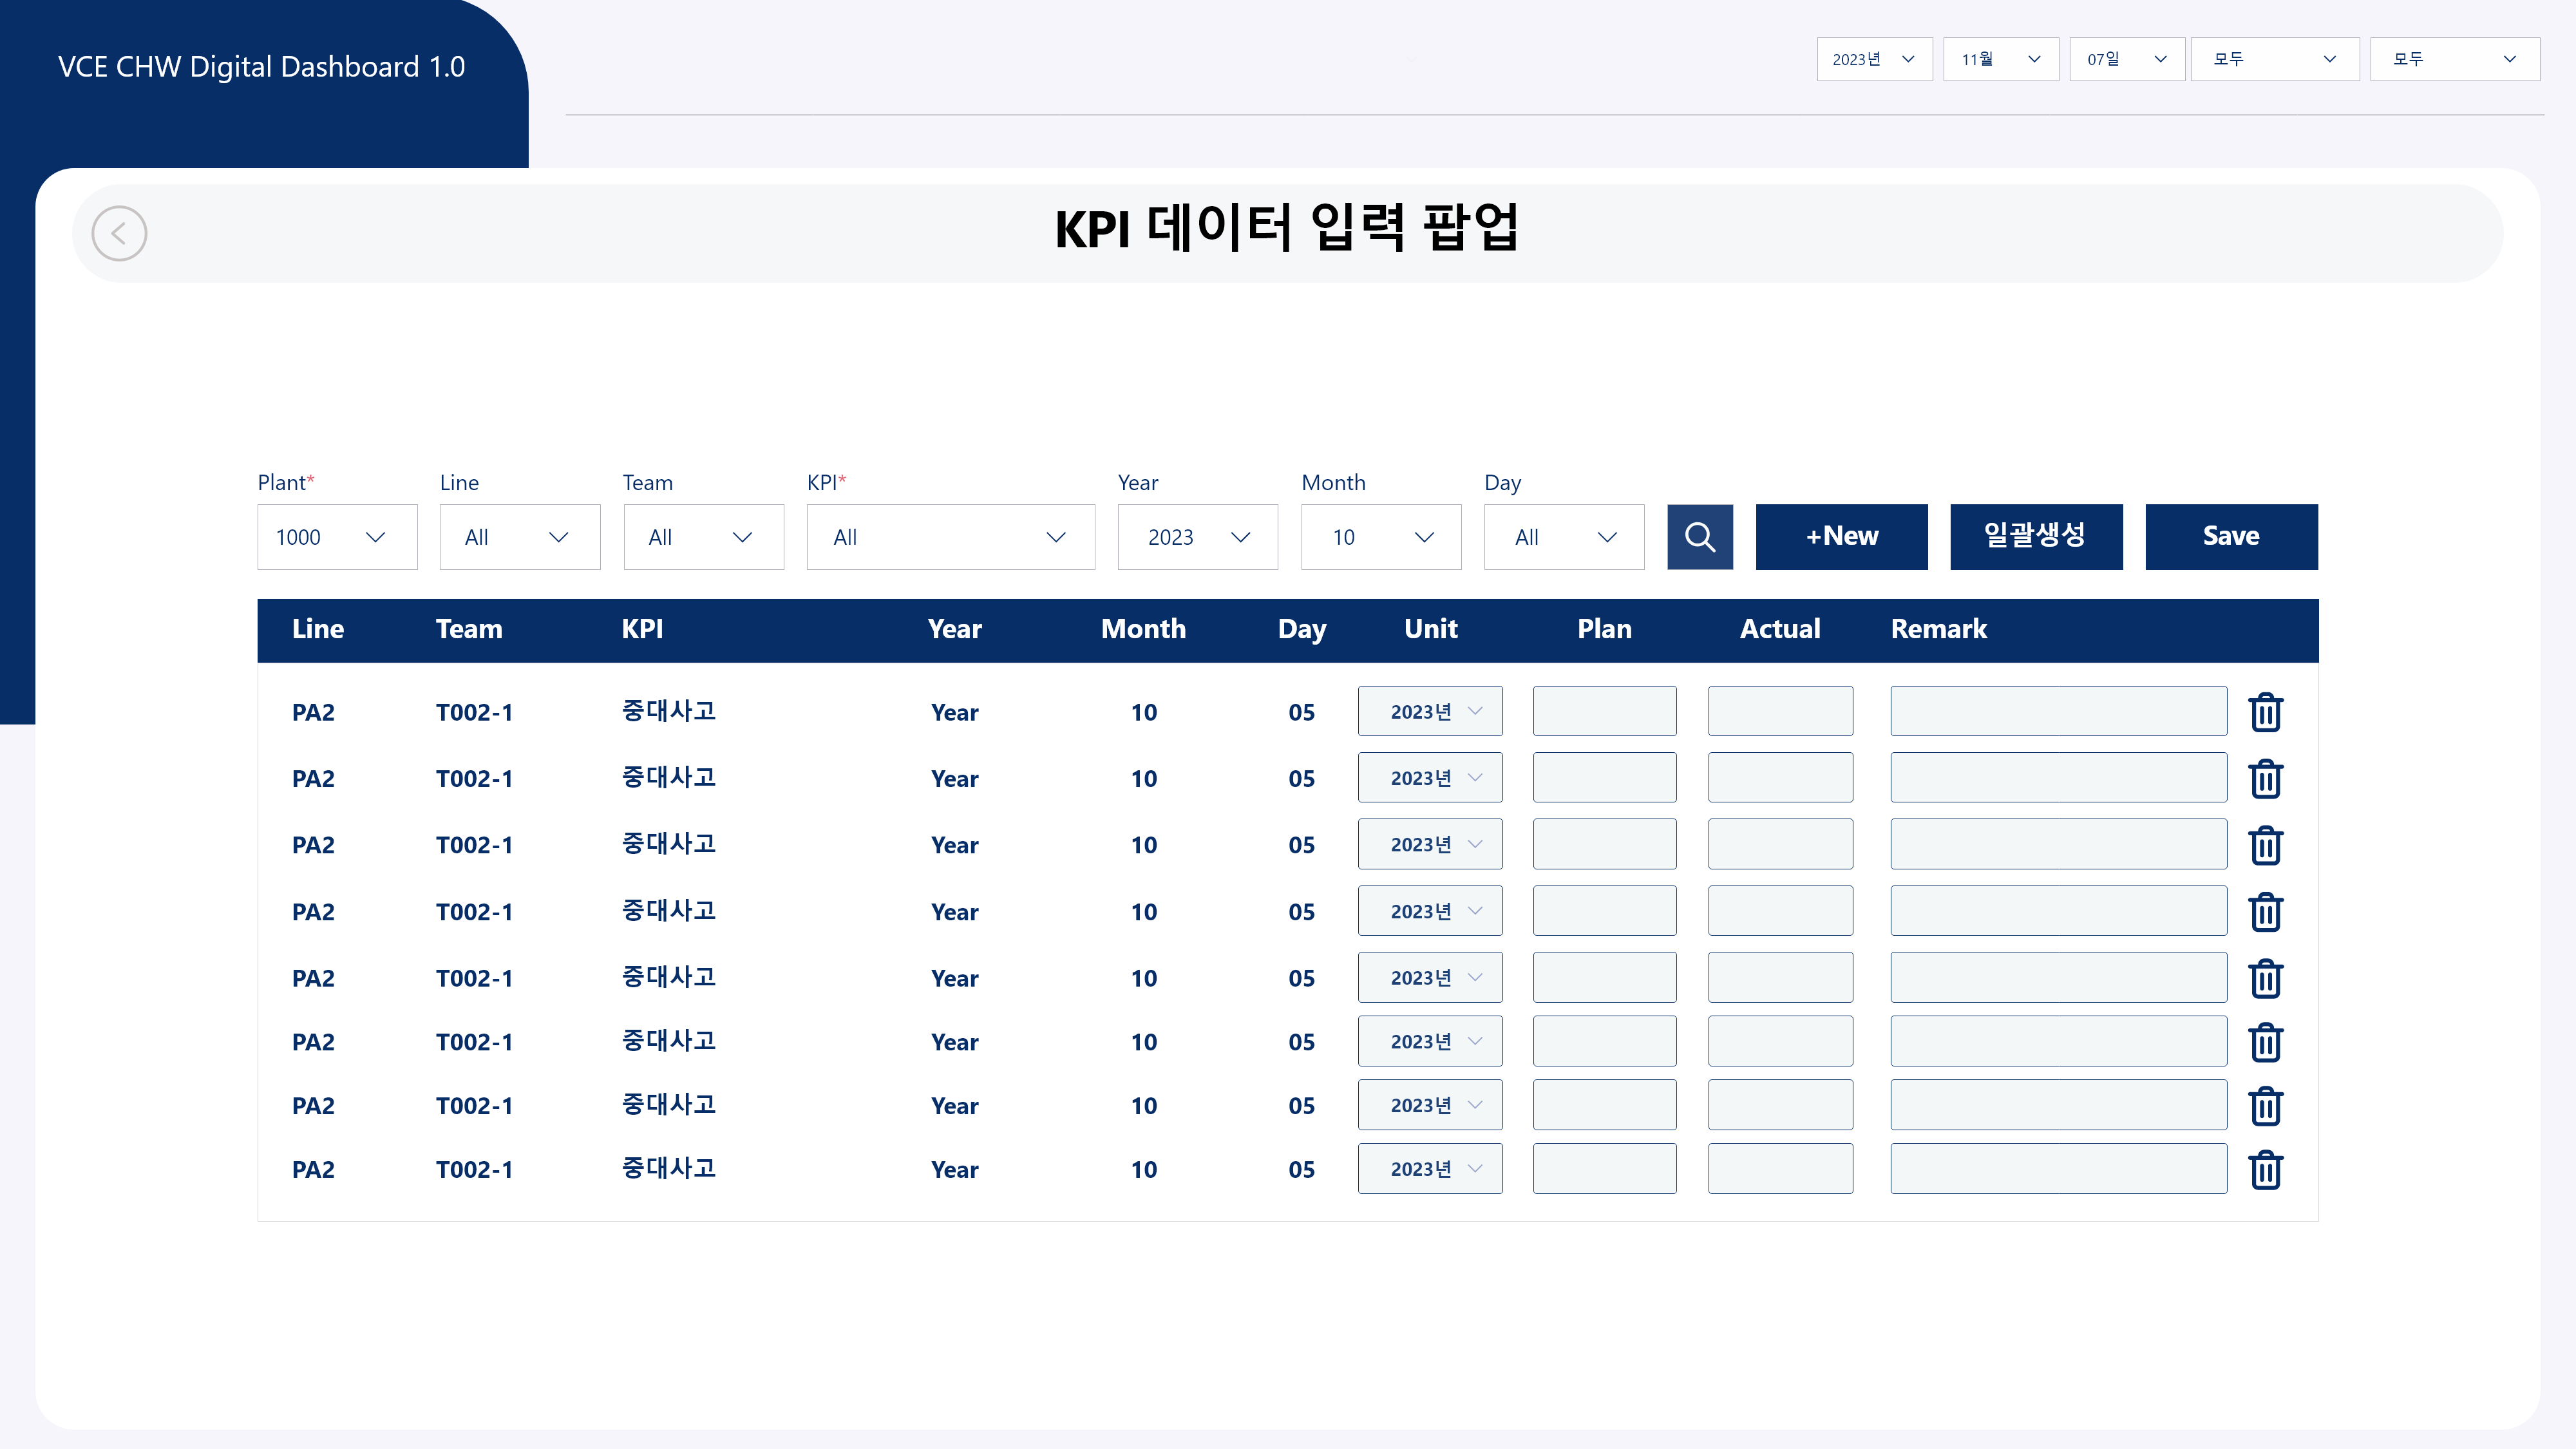 VCE CHW Digital Dashboard 1.0
2023년 11월 07일 모두 모두
KPI 데이터 입력 팝업
Plant* Line Team KPI* Year Month Day
1000 All All All 2023 10 All +New 일괄생성 Save
Line Team KPI Year Month Day Unit Plan Actual Remark
PA2 T002-1 중대사고 Year 10 05 2023년
PA2 T002-1 중대사고 Year 10 05 2023년
PA2 T002-1 중대사고 Year 10 05 2023년
PA2 T002-1 중대사고 Year 10 05 2023년
PA2 T002-1 중대사고 Year 10 05 2023년
PA2 T002-1 중대사고 Year 10 05 2023년
PA2 T002-1 중대사고 Year 10 05 2023년
PA2 T002-1 중대사고 Year 10 05 2023년